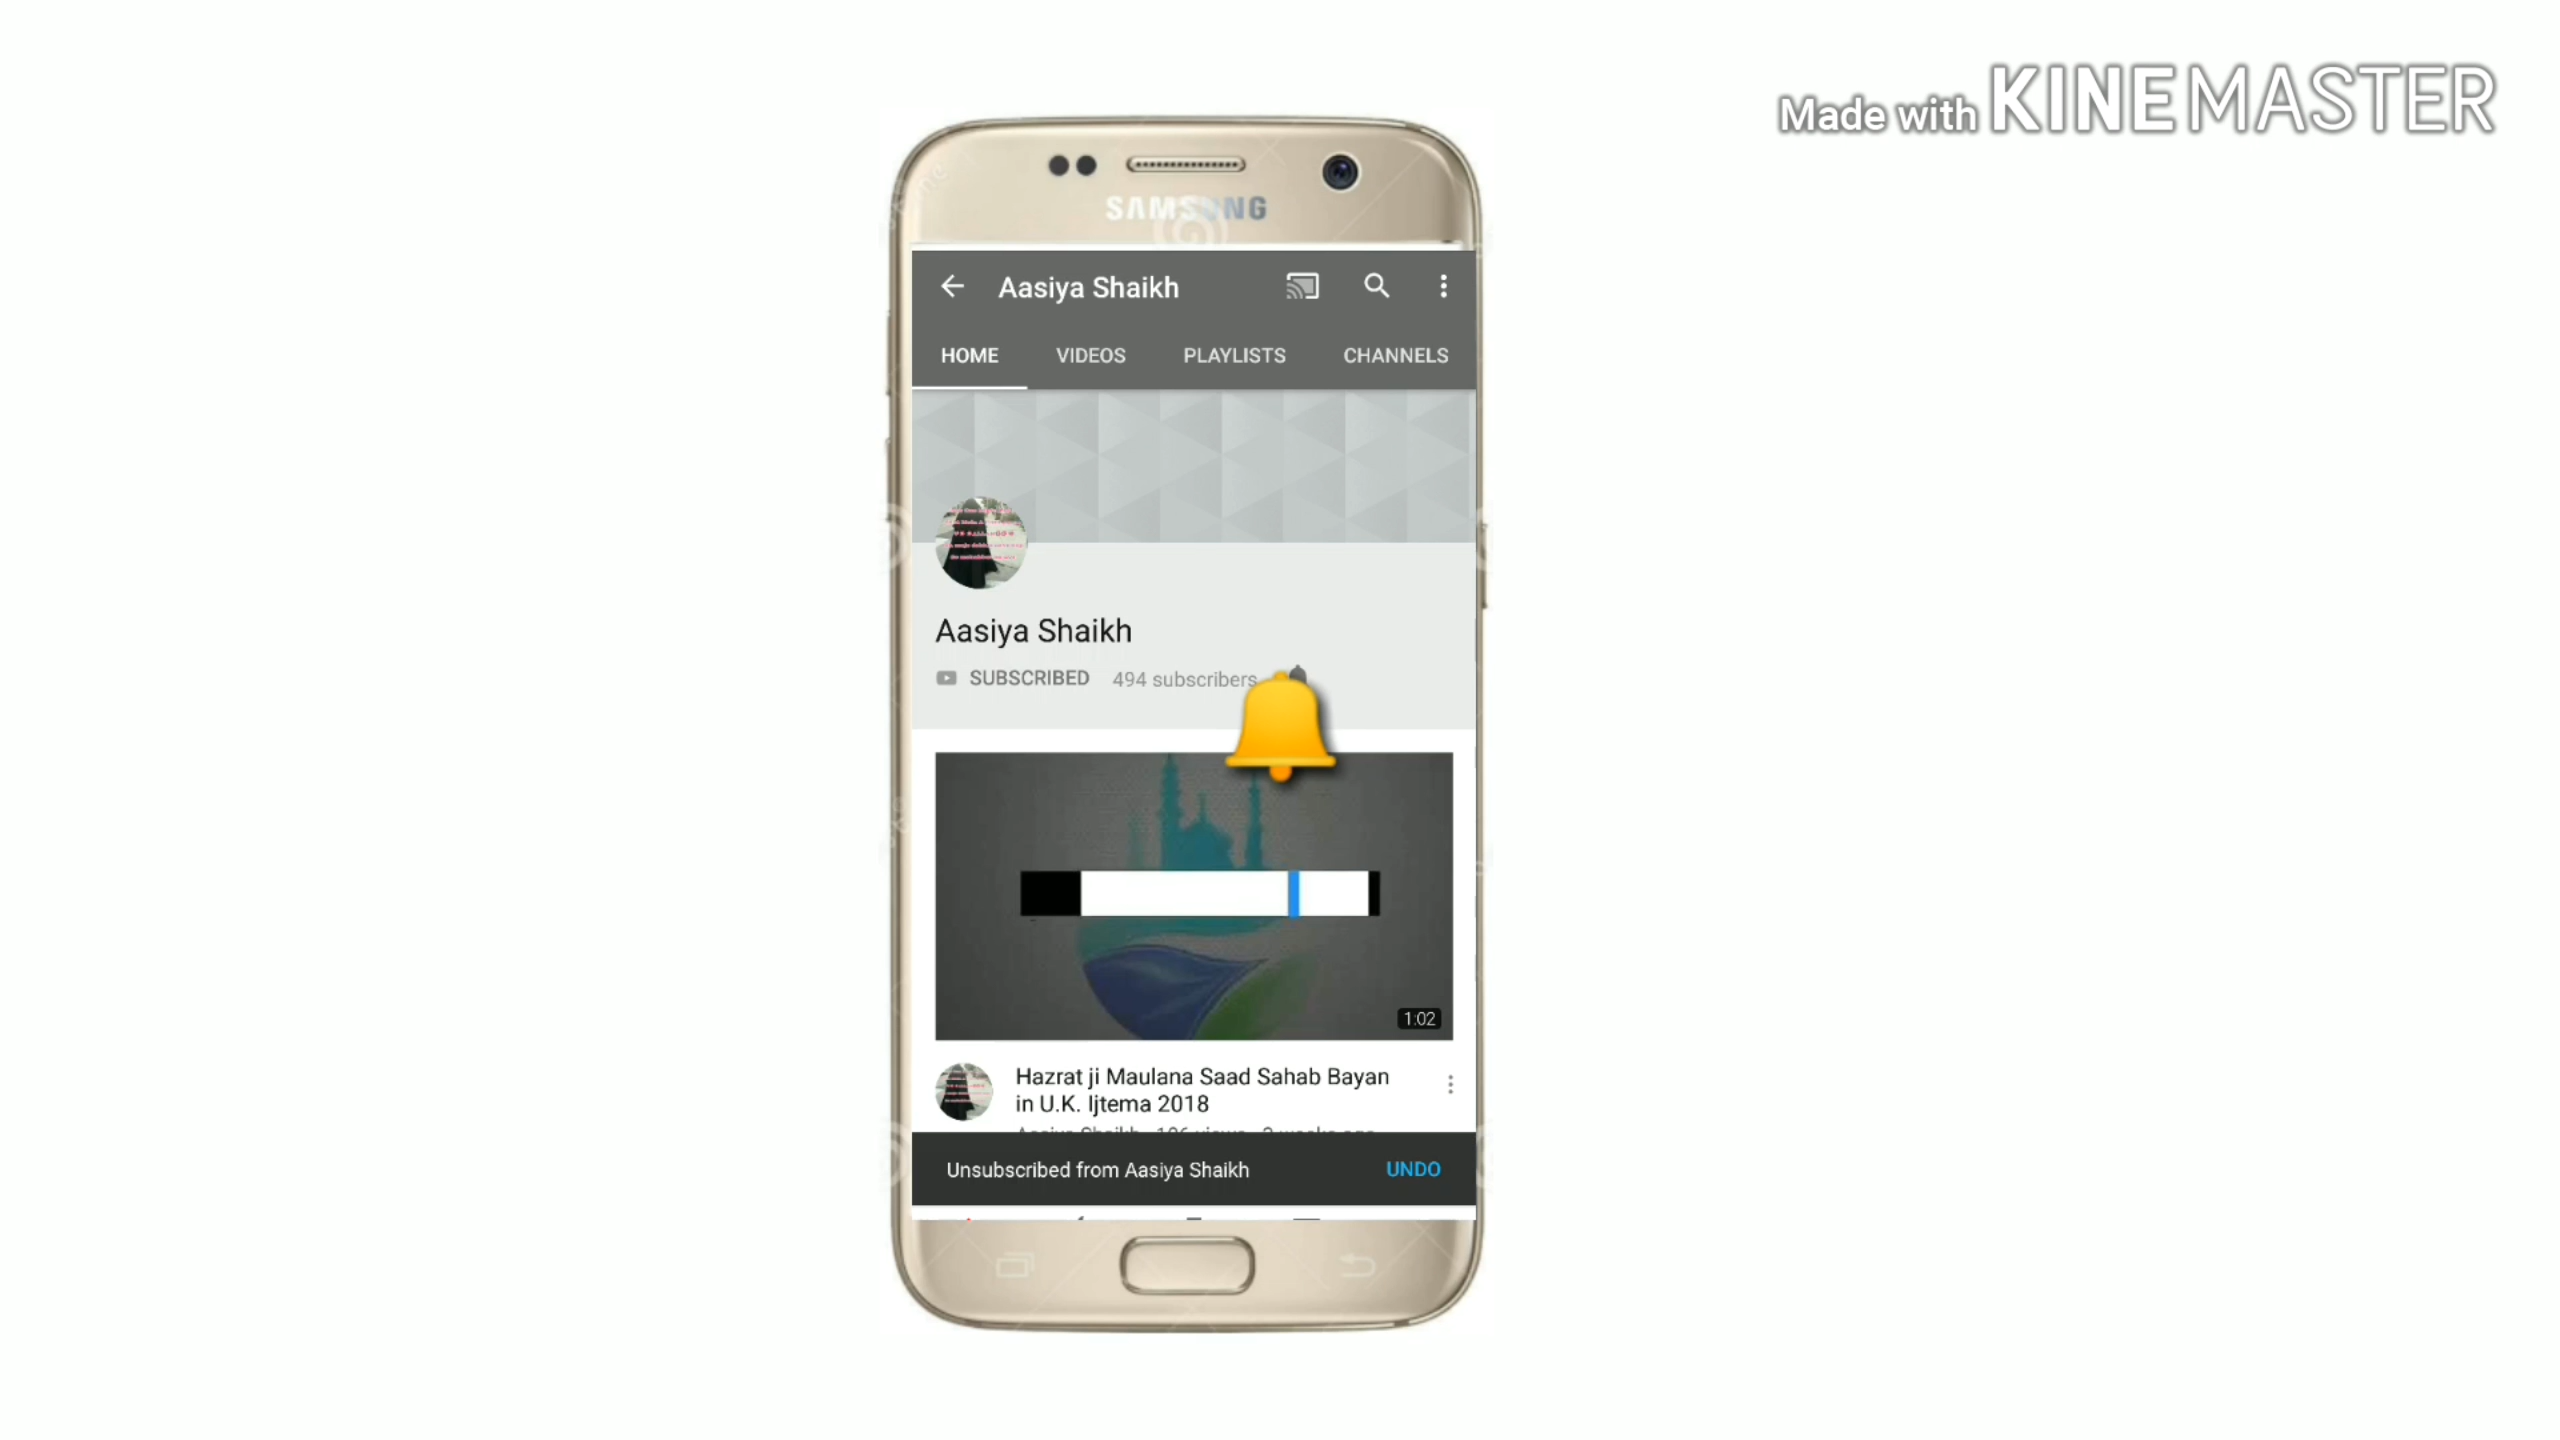 Made with KINEMASTER
SAMSUNG
Aasiya Shaikh
HOME VIDEOS PLAYLISTS CHANNELS
Aasiya Shaikh
SUBSCRIBED 494 subscribers
1:02
Hazrat ji Maulana Saad Sahab Bayan
in U.K. Ijtema 2018
Unsubscribed from Aasiya Shaikh UNDO